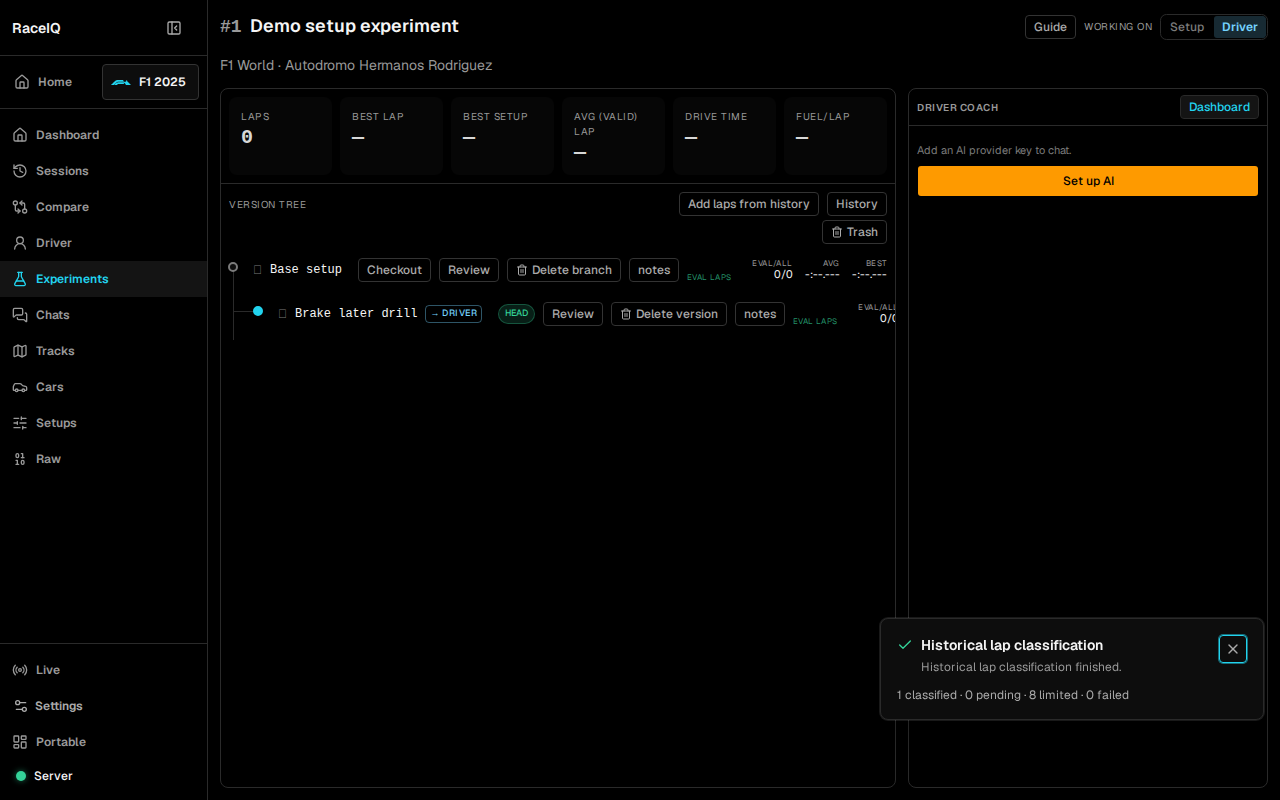 RaceIQ
#1 Demo setup experiment
Guide
WORKING ON
Setup
Driver
Home
F1 2025
F1 World · Autodromo Hermanos Rodriguez
Dashboard
Sessions
Compare
Driver
Experiments
Chats
Tracks
Cars
Setups
Raw
Live
Settings
Portable
Server
LAPS
0
BEST LAP
—
BEST SETUP
—
AVG (VALID) LAP
—
DRIVE TIME
—
FUEL/LAP
—
VERSION TREE
Add laps from history
History
Trash
Base setup
Checkout
Review
Delete branch
notes
EVAL LAPS
EVAL/ALL
0/0
AVG
-:--.---
BEST
-:--.---
Brake later drill
→ DRIVER
HEAD
Review
Delete version
notes
EVAL LAPS
DRIVER COACH
Dashboard
Add an AI provider key to chat.
Set up AI
Historical lap classification
Historical lap classification finished.
1 classified · 0 pending · 8 limited · 0 failed